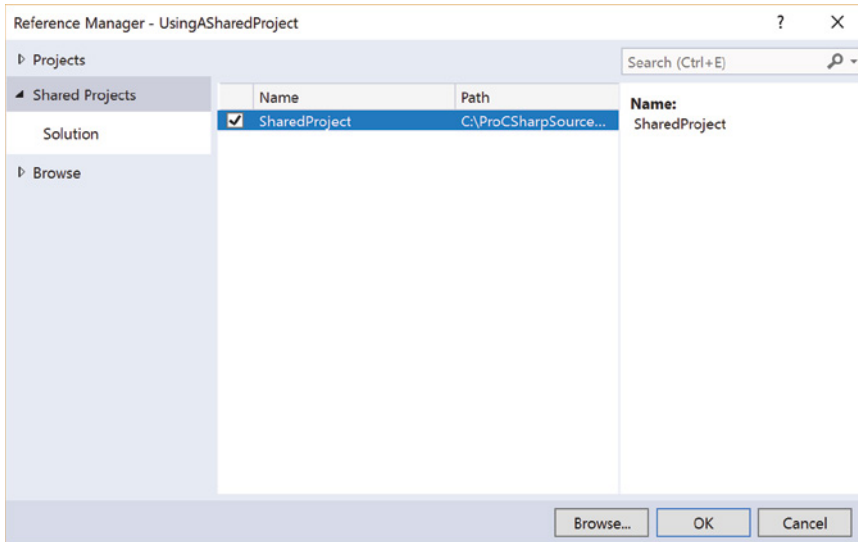 Reference Manager - UsingASharedProject
?
Projects
Search (Ctrl+E)
Shared Projects
Solution
Browse
Name
Path
SharedProject
C:\ProCSharpSource...
Name:
SharedProject
Browse...
OK
Cancel